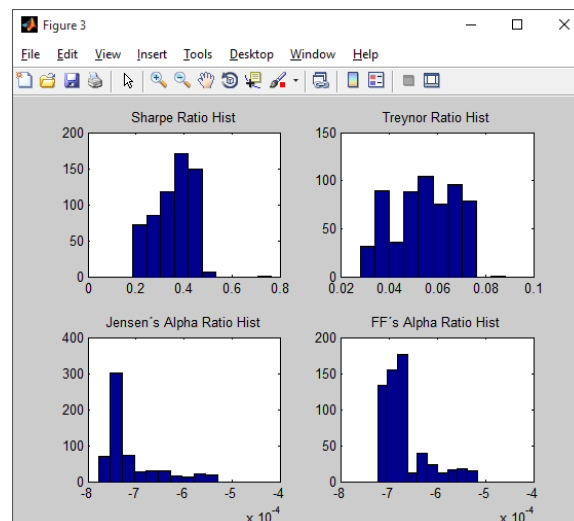 Figure 3
File Edit View Insert Tools Desktop Window Help
Sharpe Ratio Hist
200
150
100
50
0
0 0.2 0.4 0.6 0.8
Treynor Ratio Hist
150
100
50
0
0.02 0.04 0.06 0.08 0.1
Jensen´s Alpha Ratio Hist
400
300
200
100
0
-8 -7 -6 -5 -4
x 10-4
FF´s Alpha Ratio Hist
200
150
100
50
0
-8 -7 -6 -5 -4
x 10-4